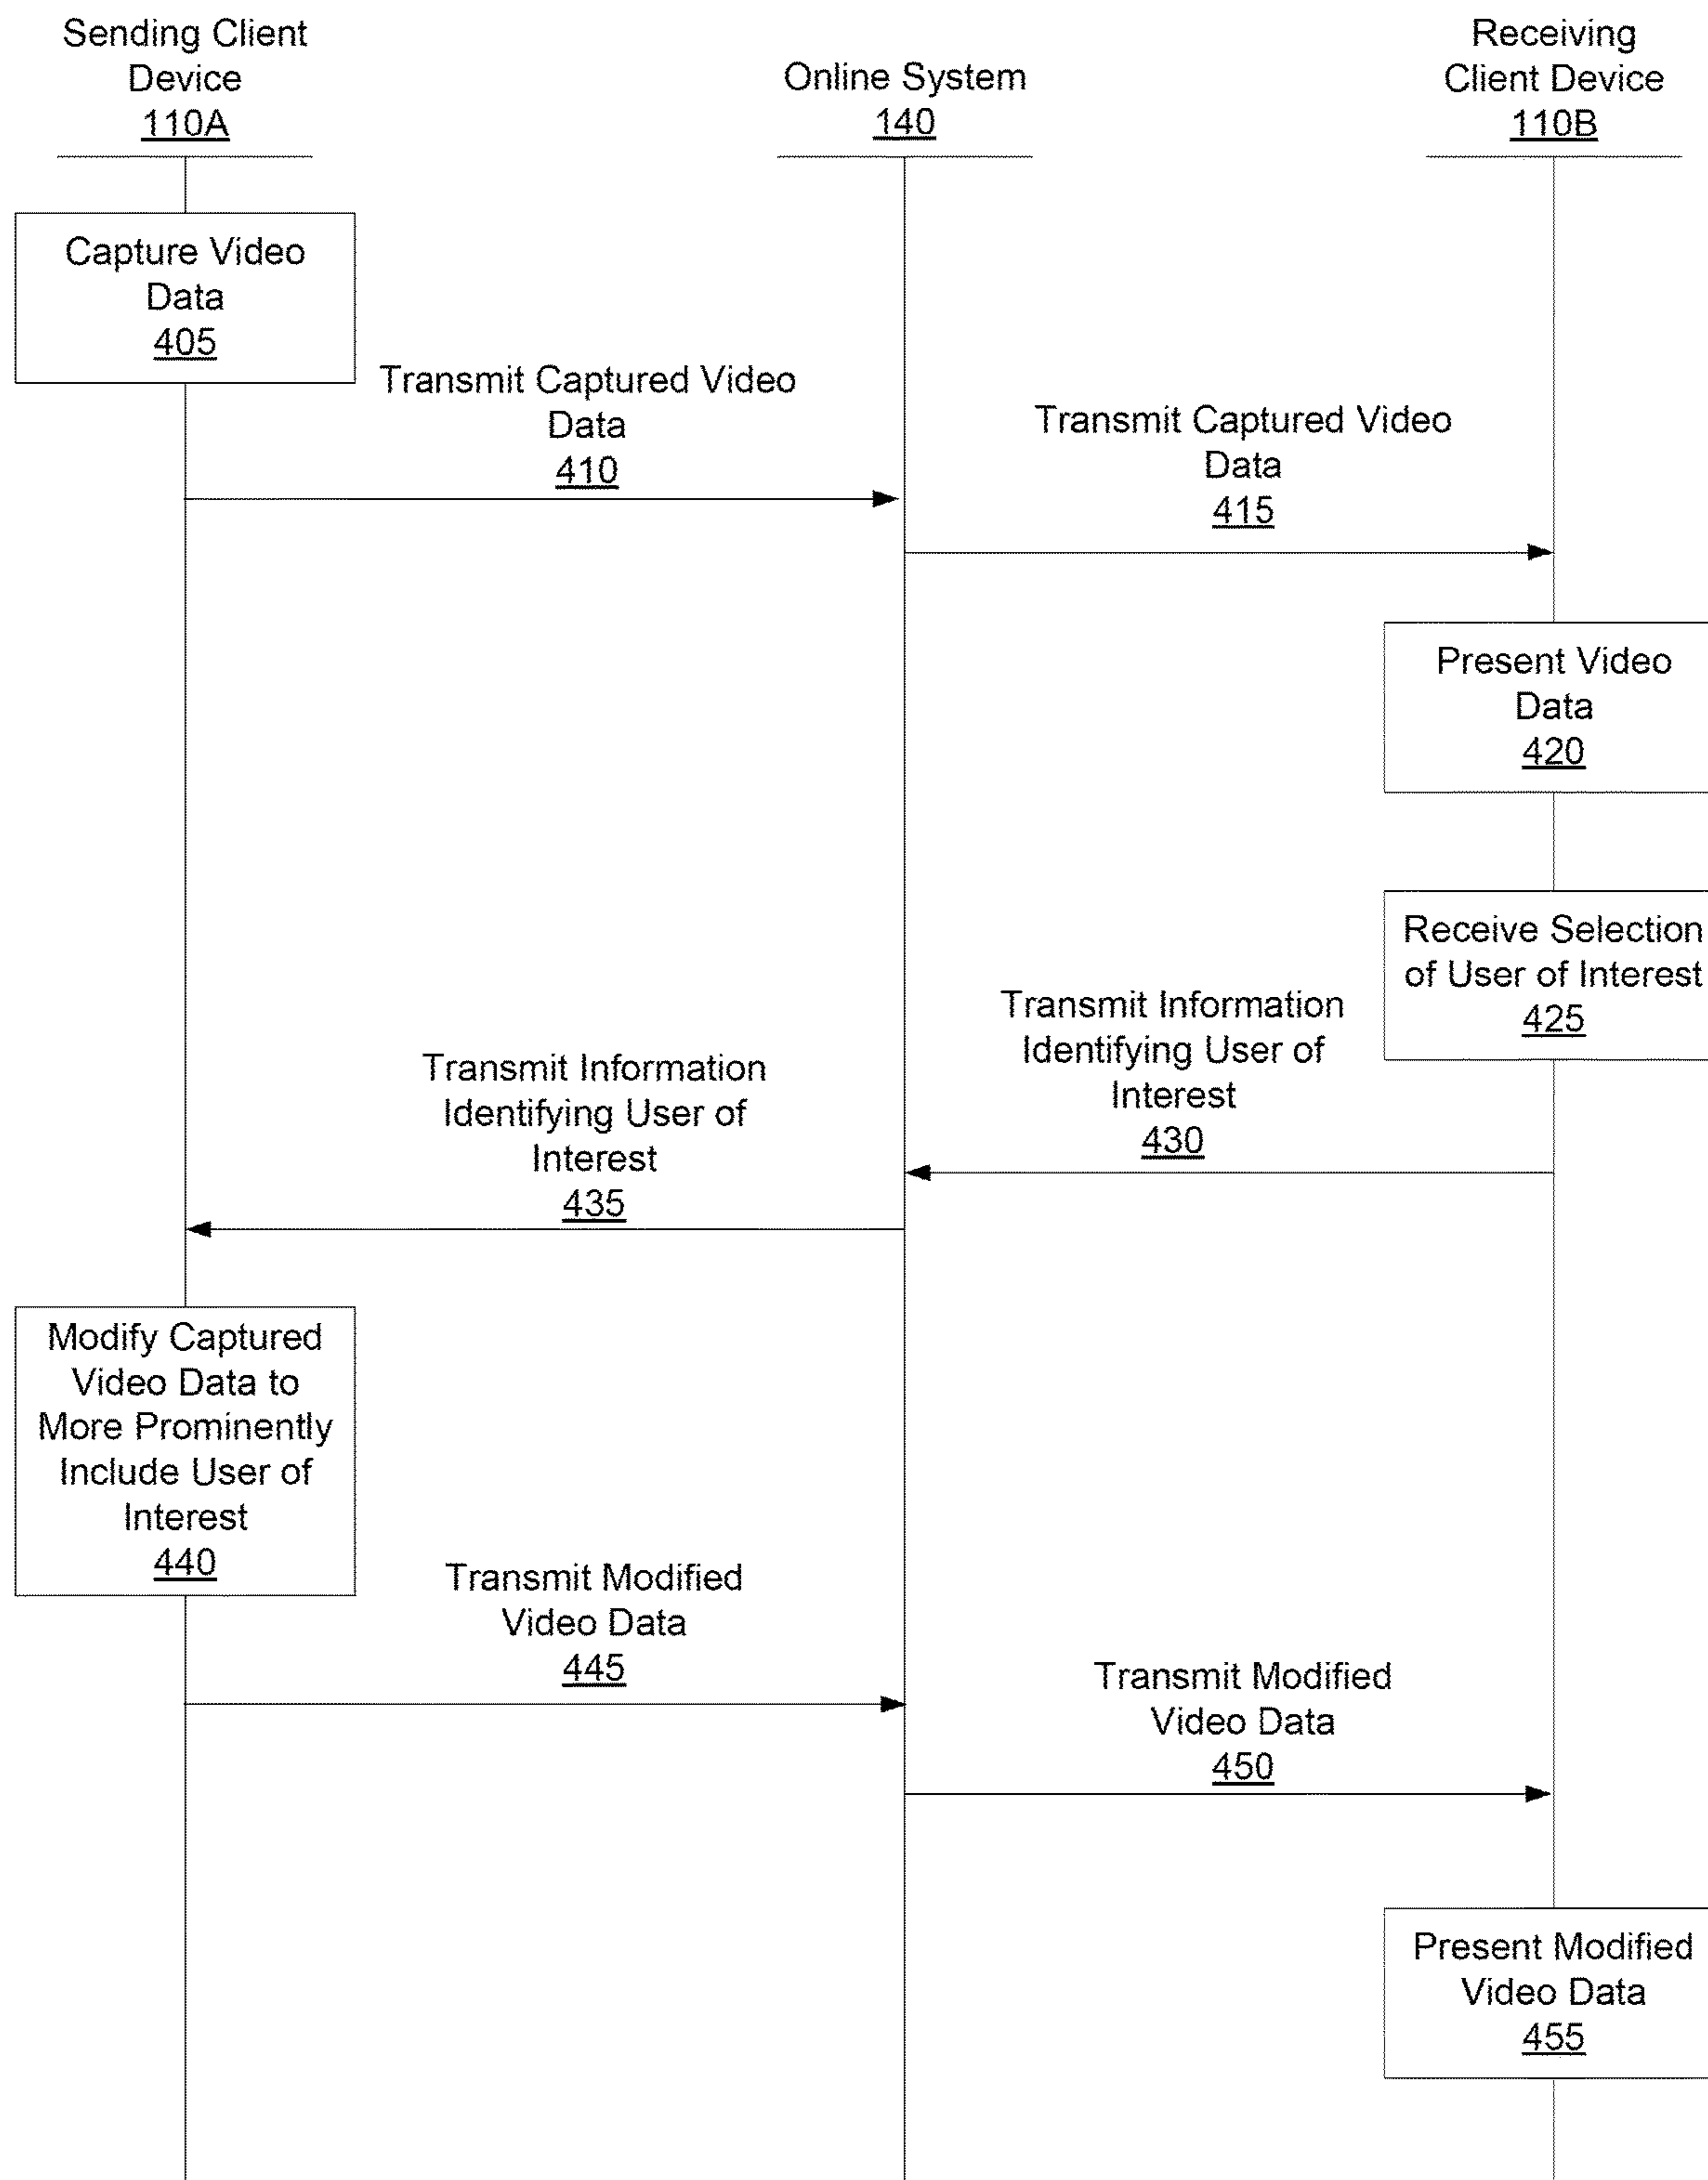 Sending Client
Device
110A
Online System
140
Receiving
Client Device
110B
Capture Video
Data
405
Transmit Captured Video
Data
410
Transmit Captured Video
Data
415
Present Video
Data
420
Receive Selection
of User of Interest
425
Transmit Information
Identifying User of
Interest
430
Transmit Information
Identifying User of
Interest
435
Modify Captured
Video Data to
More Prominently
Include User of
Interest
440
Transmit Modified
Video Data
445
Transmit Modified
Video Data
450
Present Modified
Video Data
455